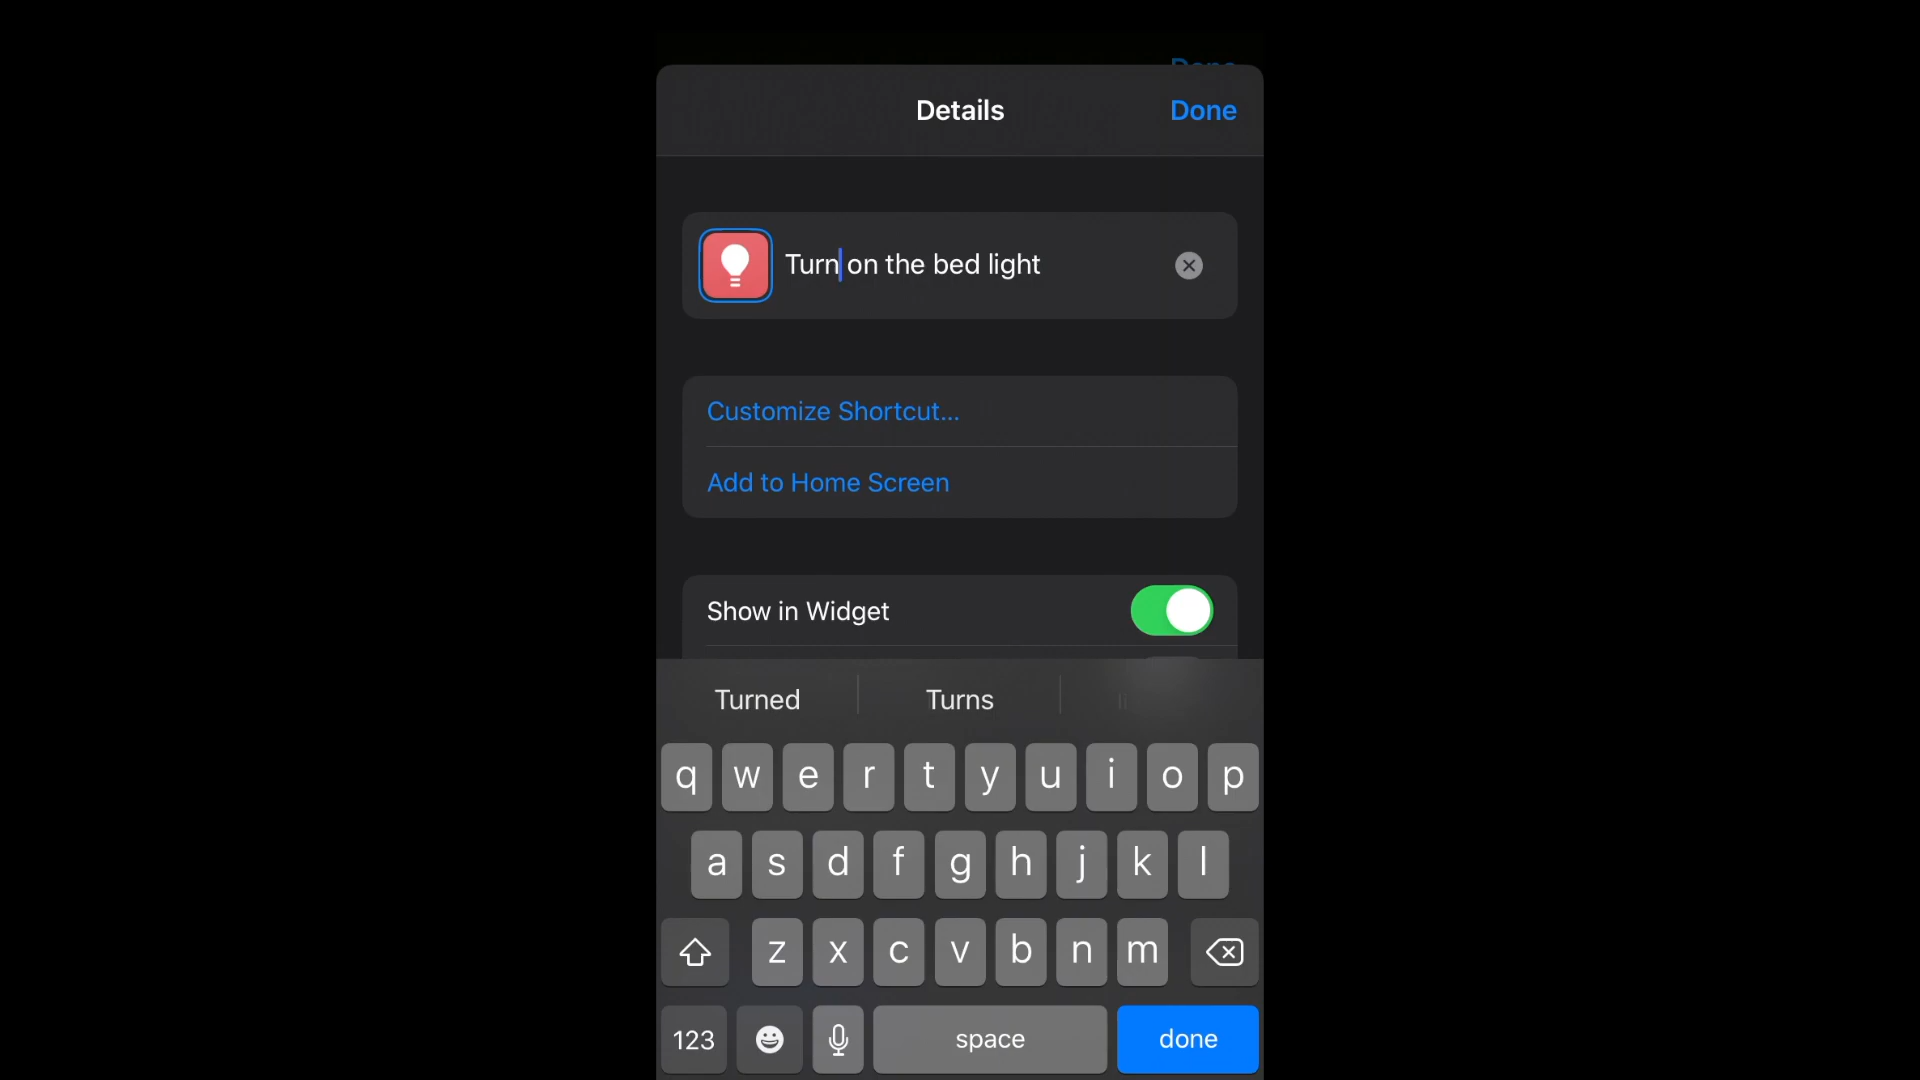 Done
Details
Done
Turn on the bed light
Customize Shortcut...
Add to Home Screen
Show in Widget
Turned
Turns
q w e r t y u i o p
a s d f g h j k l
z x c v b n m
123
space
done